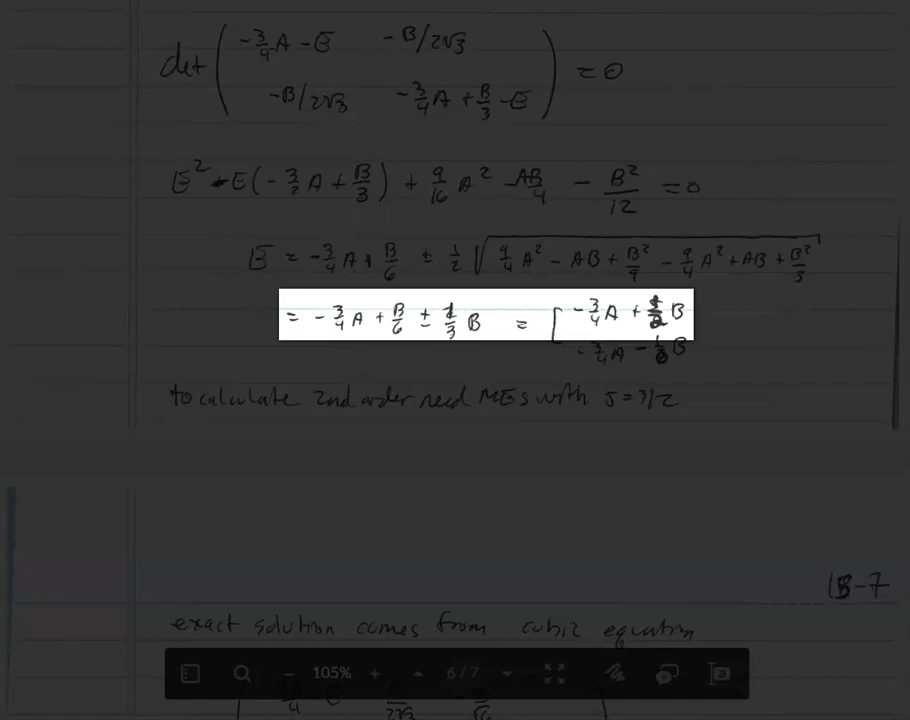 det ( -3/4 A - E   - B/2√3
-B/2√3   -3/4 A + B/3 - E ) = 0
E² - E(-3/2 A + B/3) + 9/16 A² - AB/4 - B²/12 = 0
E = -3/4 A + B/6 ± 1/2 √(9/4 A² - AB + B²/9 - 9/4 A² + AB + B²/3)
= -3/4 A + B/6 ± 1/3 B = [ -3/4 A + 1/2 B
-3/4 A - 1/6 B
to calculate 2nd order need MEs with J = 3/2
1B-7
exact solution comes from cubic equation
105% 6/7